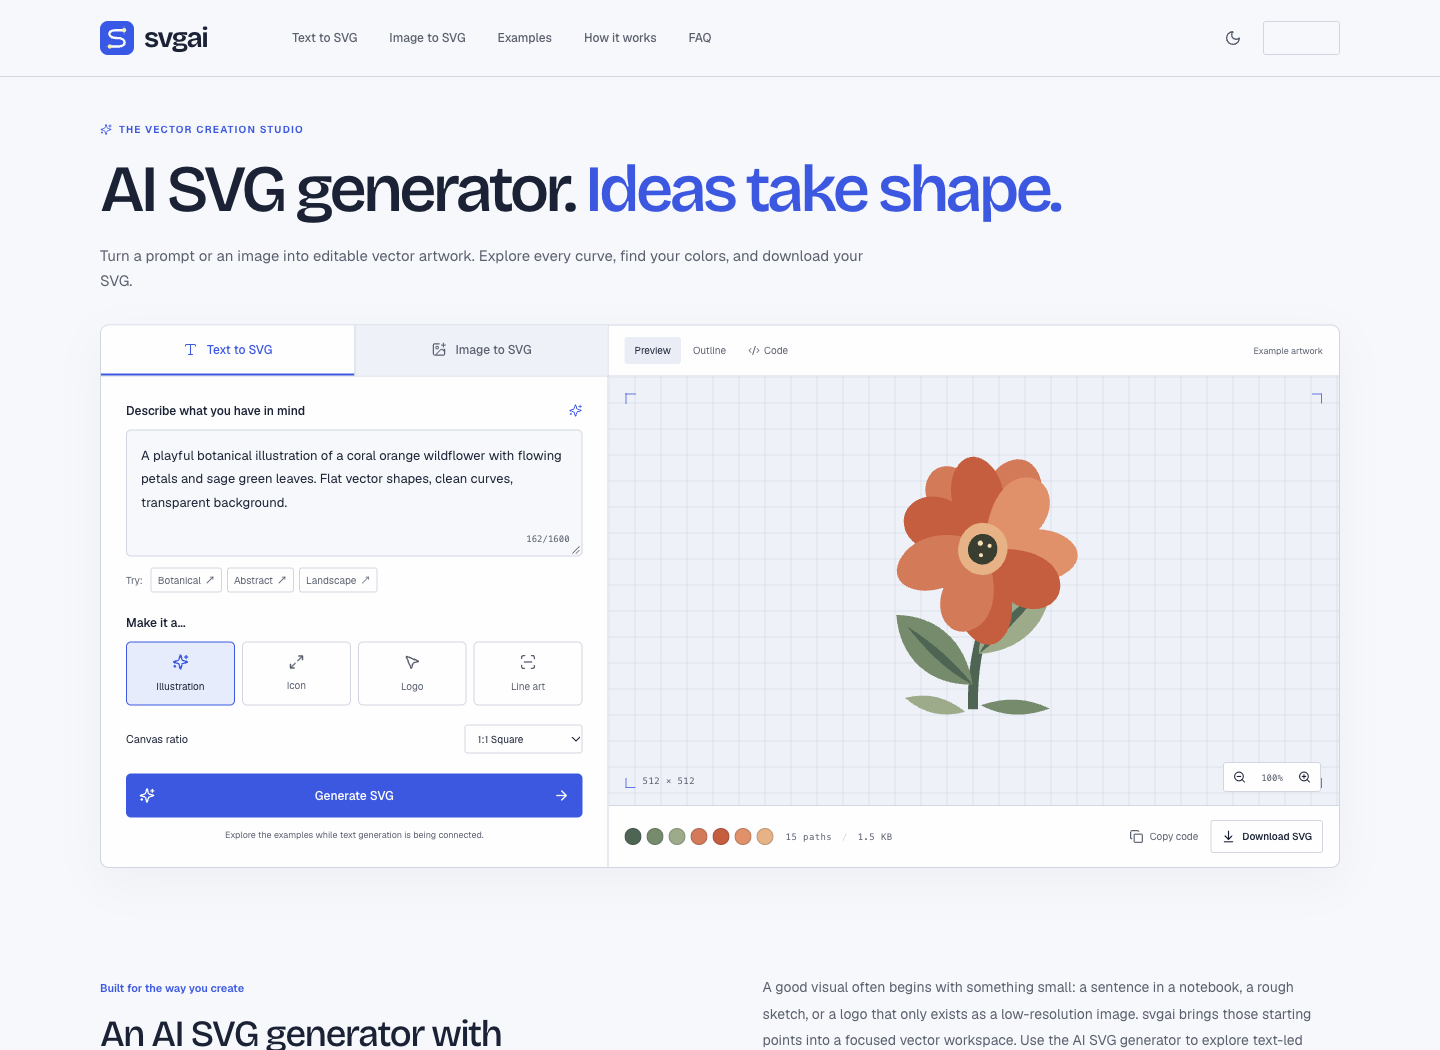 svgai
Text to SVG
Image to SVG
Examples
How it works
FAQ
THE VECTOR CREATION STUDIO
AI SVG generator. Ideas take shape.
Turn a prompt or an image into editable vector artwork. Explore every curve, find your colors, and download your
SVG.
Text to SVG
Image to SVG
Describe what you have in mind
A playful botanical illustration of a coral orange wildflower with flowing
petals and sage green leaves. Flat vector shapes, clean curves,
transparent background.
162/1600
Try:
Botanical ↗
Abstract ↗
Landscape ↗
Make it a...
Illustration
Icon
Logo
Line art
Canvas ratio
1:1 Square
Generate SVG
Explore the examples while text generation is being connected.
Preview
Outline
Code
Example artwork
512 × 512
100%
15 paths / 1.5 KB
Copy code
Download SVG
Built for the way you create
An AI SVG generator with
A good visual often begins with something small: a sentence in a notebook, a rough
sketch, or a logo that only exists as a low-resolution image. svgai brings those starting
points into a focused vector workspace. Use the AI SVG generator to explore text-led